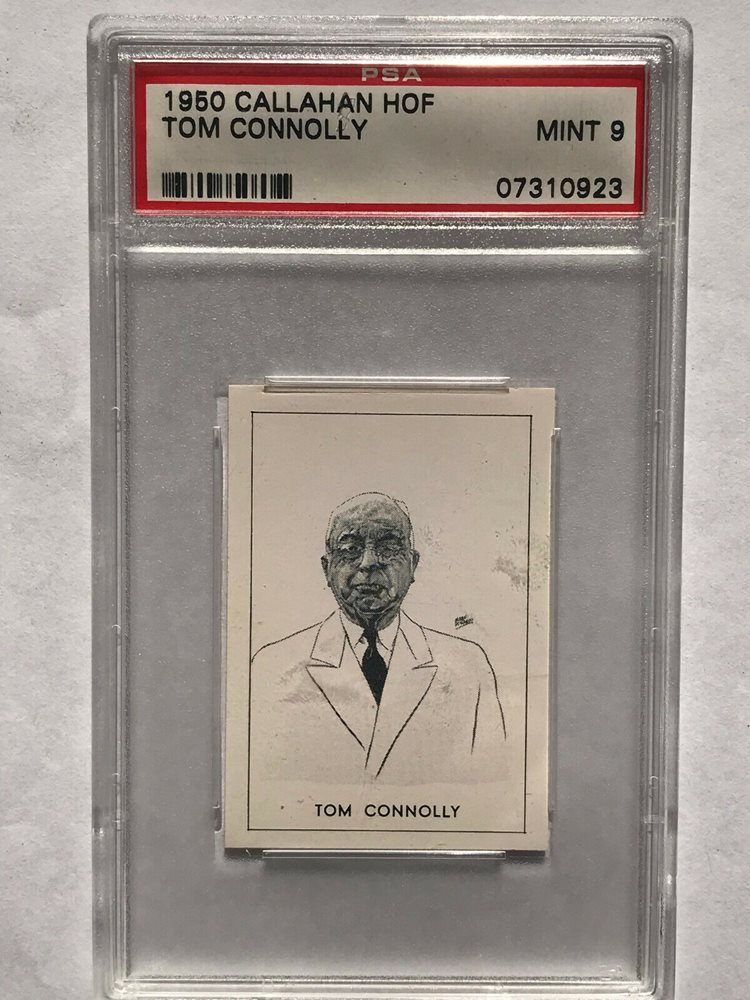 PSA
1950 CALLAHAN HOF
TOM CONNOLLY
MINT 9
07310923
TOM CONNOLLY